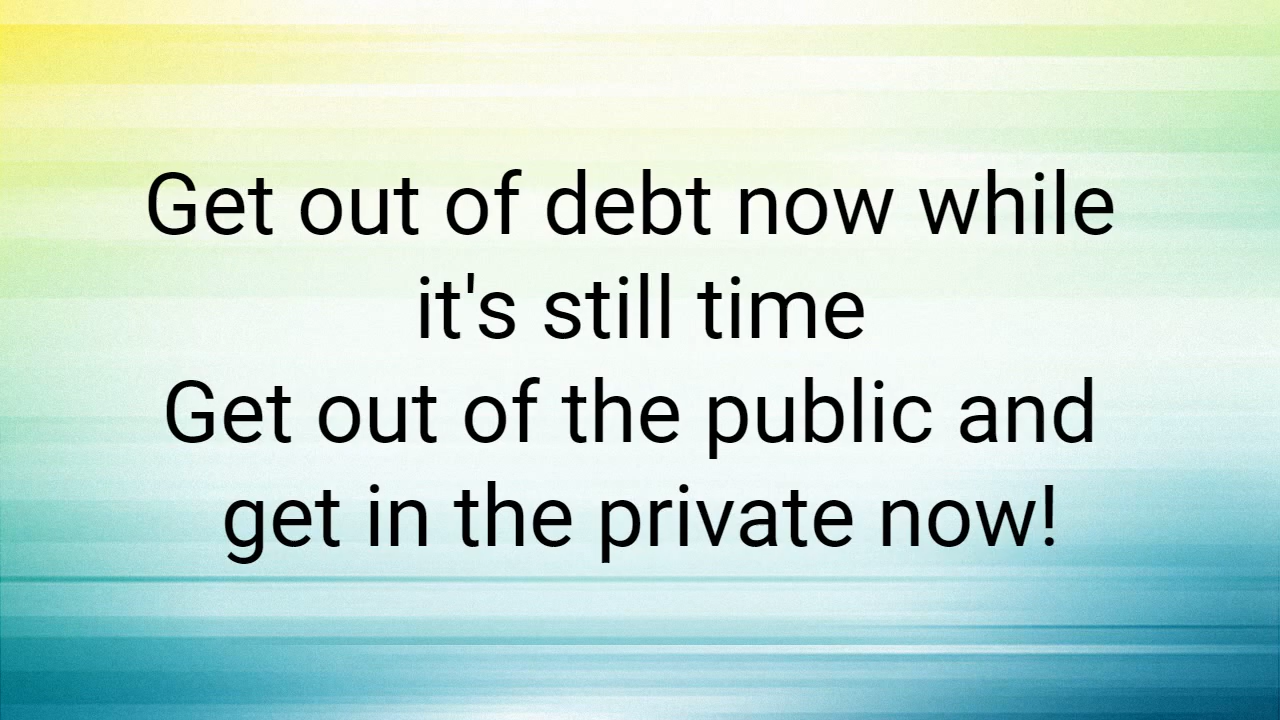 Get out of debt now while
it's still time
Get out of the public and
get in the private now!